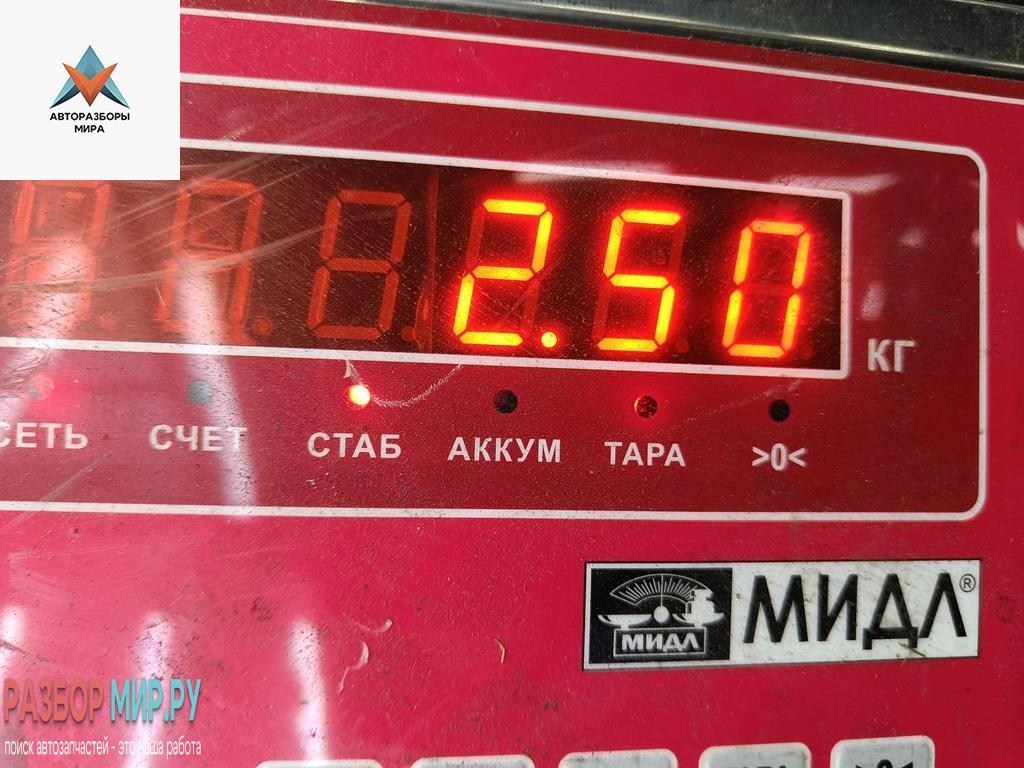 АВТОРАЗБОРЫ
МИРА
2.50
КГ
СЕТЬ СЧЕТ СТАБ АККУМ ТАРА >0<
МИДЛ
МИДЛ®
РАЗБОР МИР.РУ
поиск автозапчастей - это наша работа